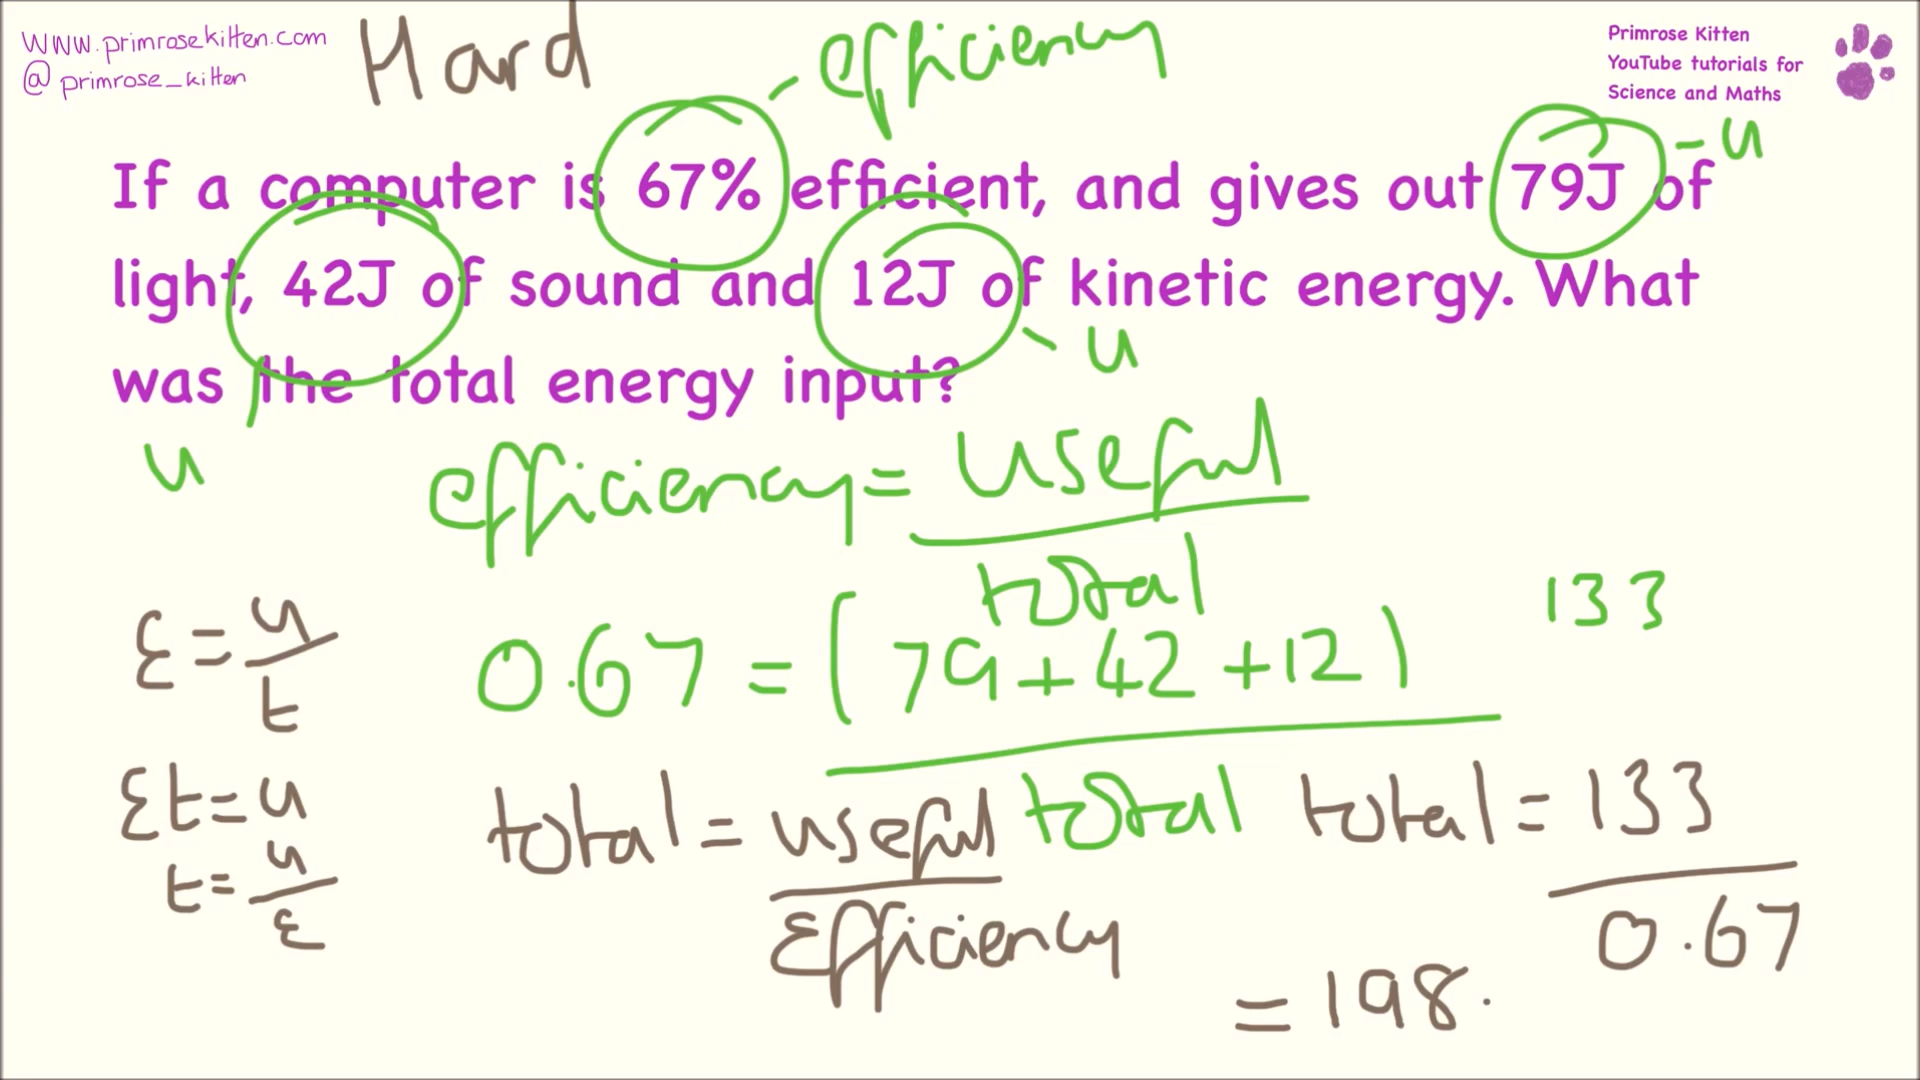 www.primrosekitten.com
@primrose_kitten
Hard
efficiency
Primrose Kitten
YouTube tutorials for
Science and Maths
If a computer is 67% efficient, and gives out 79J of
- u
light, 42J of sound and 12J of kinetic energy. What
u
was the total energy input?
u
efficiency = useful
total
133
ε = u
t
0.67 = (79 + 42 + 12)
total
εt = u
t = u
ε
total = useful
Efficiency
total = 133
0.67
= 198.